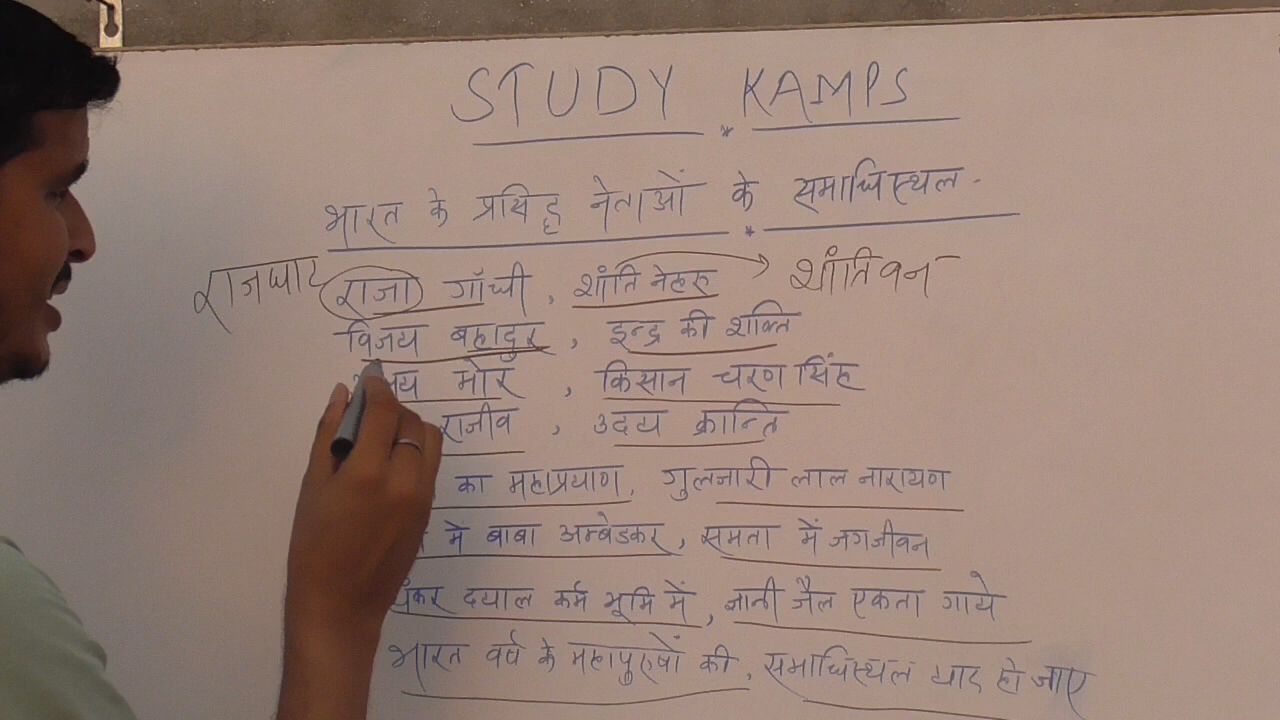 STUDY KAMPS
भारत के प्रसिद्ध नेताओं के समाधिस्थल
राजघाट राजा गाँधी, शांति नेहरू → शांतिवन
विजय बहादुर, इन्द्र की शक्ति
मोर, किसान चरण सिंह
राजीव, उदय क्रान्ति
का महाप्रयाण, गुलजारी लाल नारायण
में बाबा अम्बेडकर, समता में जगजीवन
शंकर दयाल कर्म भूमि में, ज्ञानी जैल एकता गाये
भारत वर्ष के महापुरुषों की, समाधिस्थल याद हो जाए